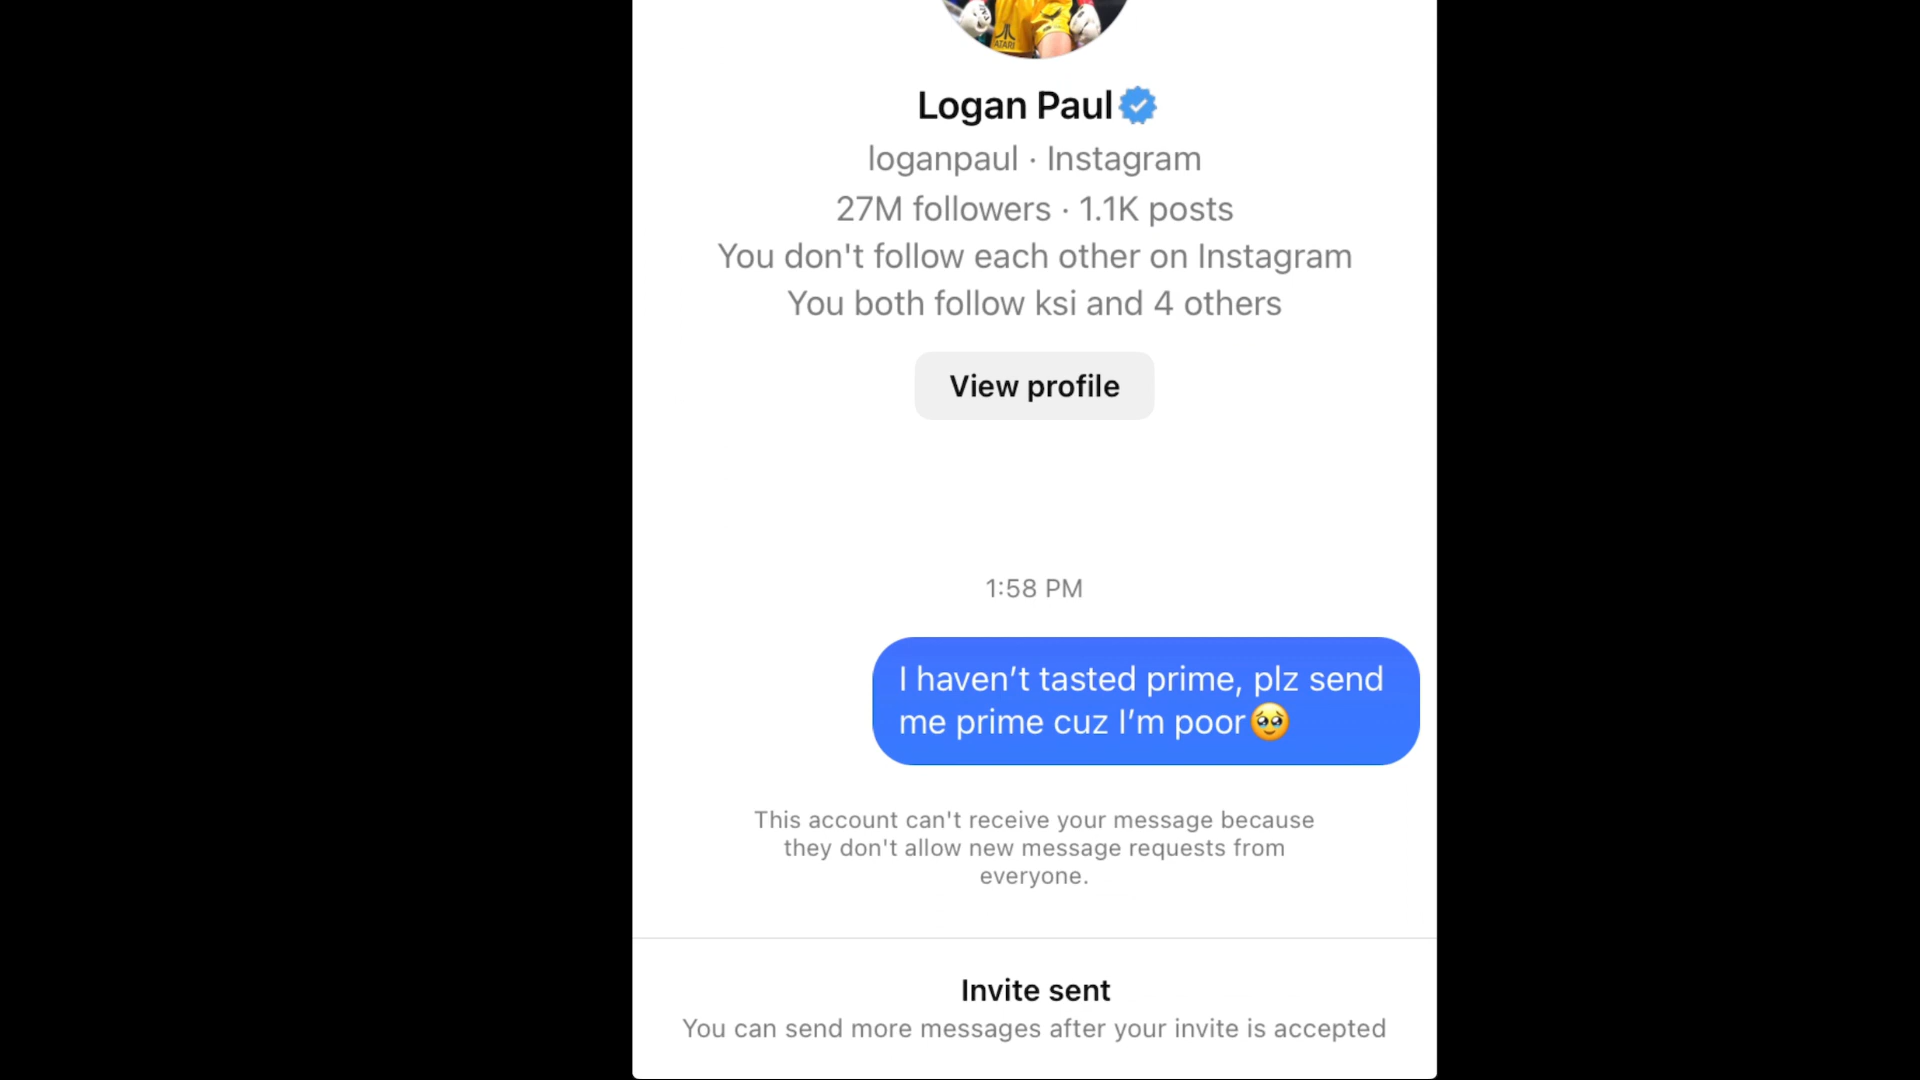 ATARI
Logan Paul
loganpaul · Instagram
27M followers · 1.1K posts
You don't follow each other on Instagram
You both follow ksi and 4 others
View profile
1:58 PM
I haven’t tasted prime, plz send
me prime cuz I’m poor🥹
This account can't receive your message because
they don't allow new message requests from
everyone.
Invite sent
You can send more messages after your invite is accepted